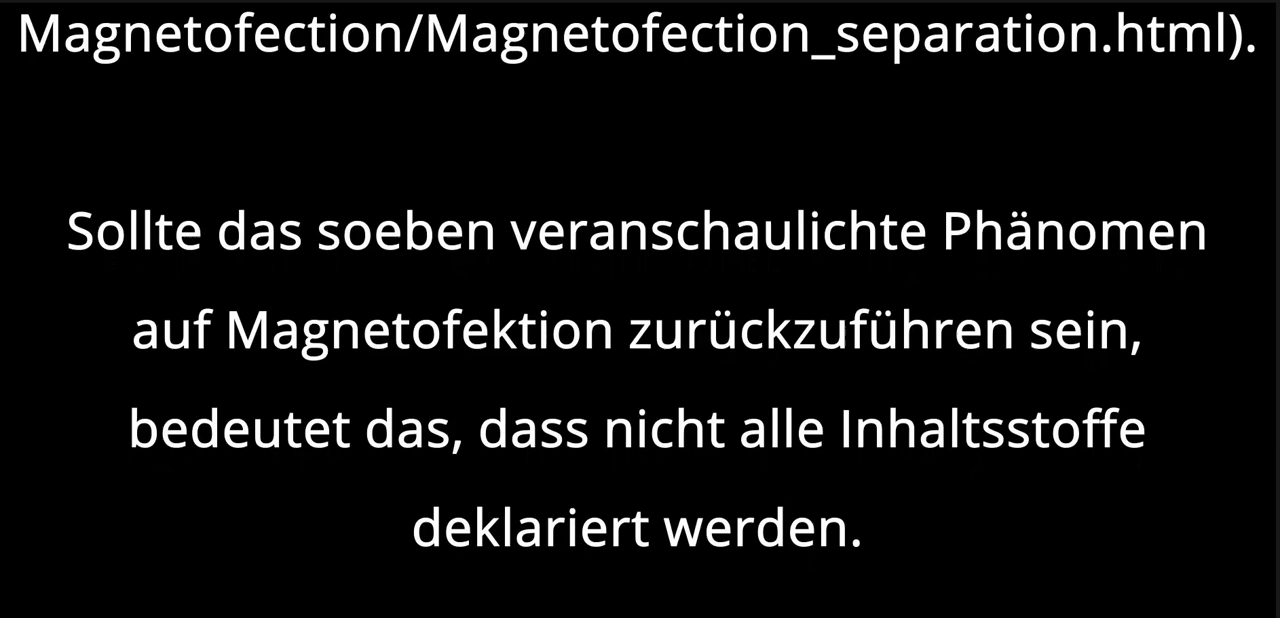 Magnetofection/Magnetofection_separation.html).
Sollte das soeben veranschaulichte Phänomen
auf Magnetofektion zurückzuführen sein,
bedeutet das, dass nicht alle Inhaltsstoffe
deklariert werden.